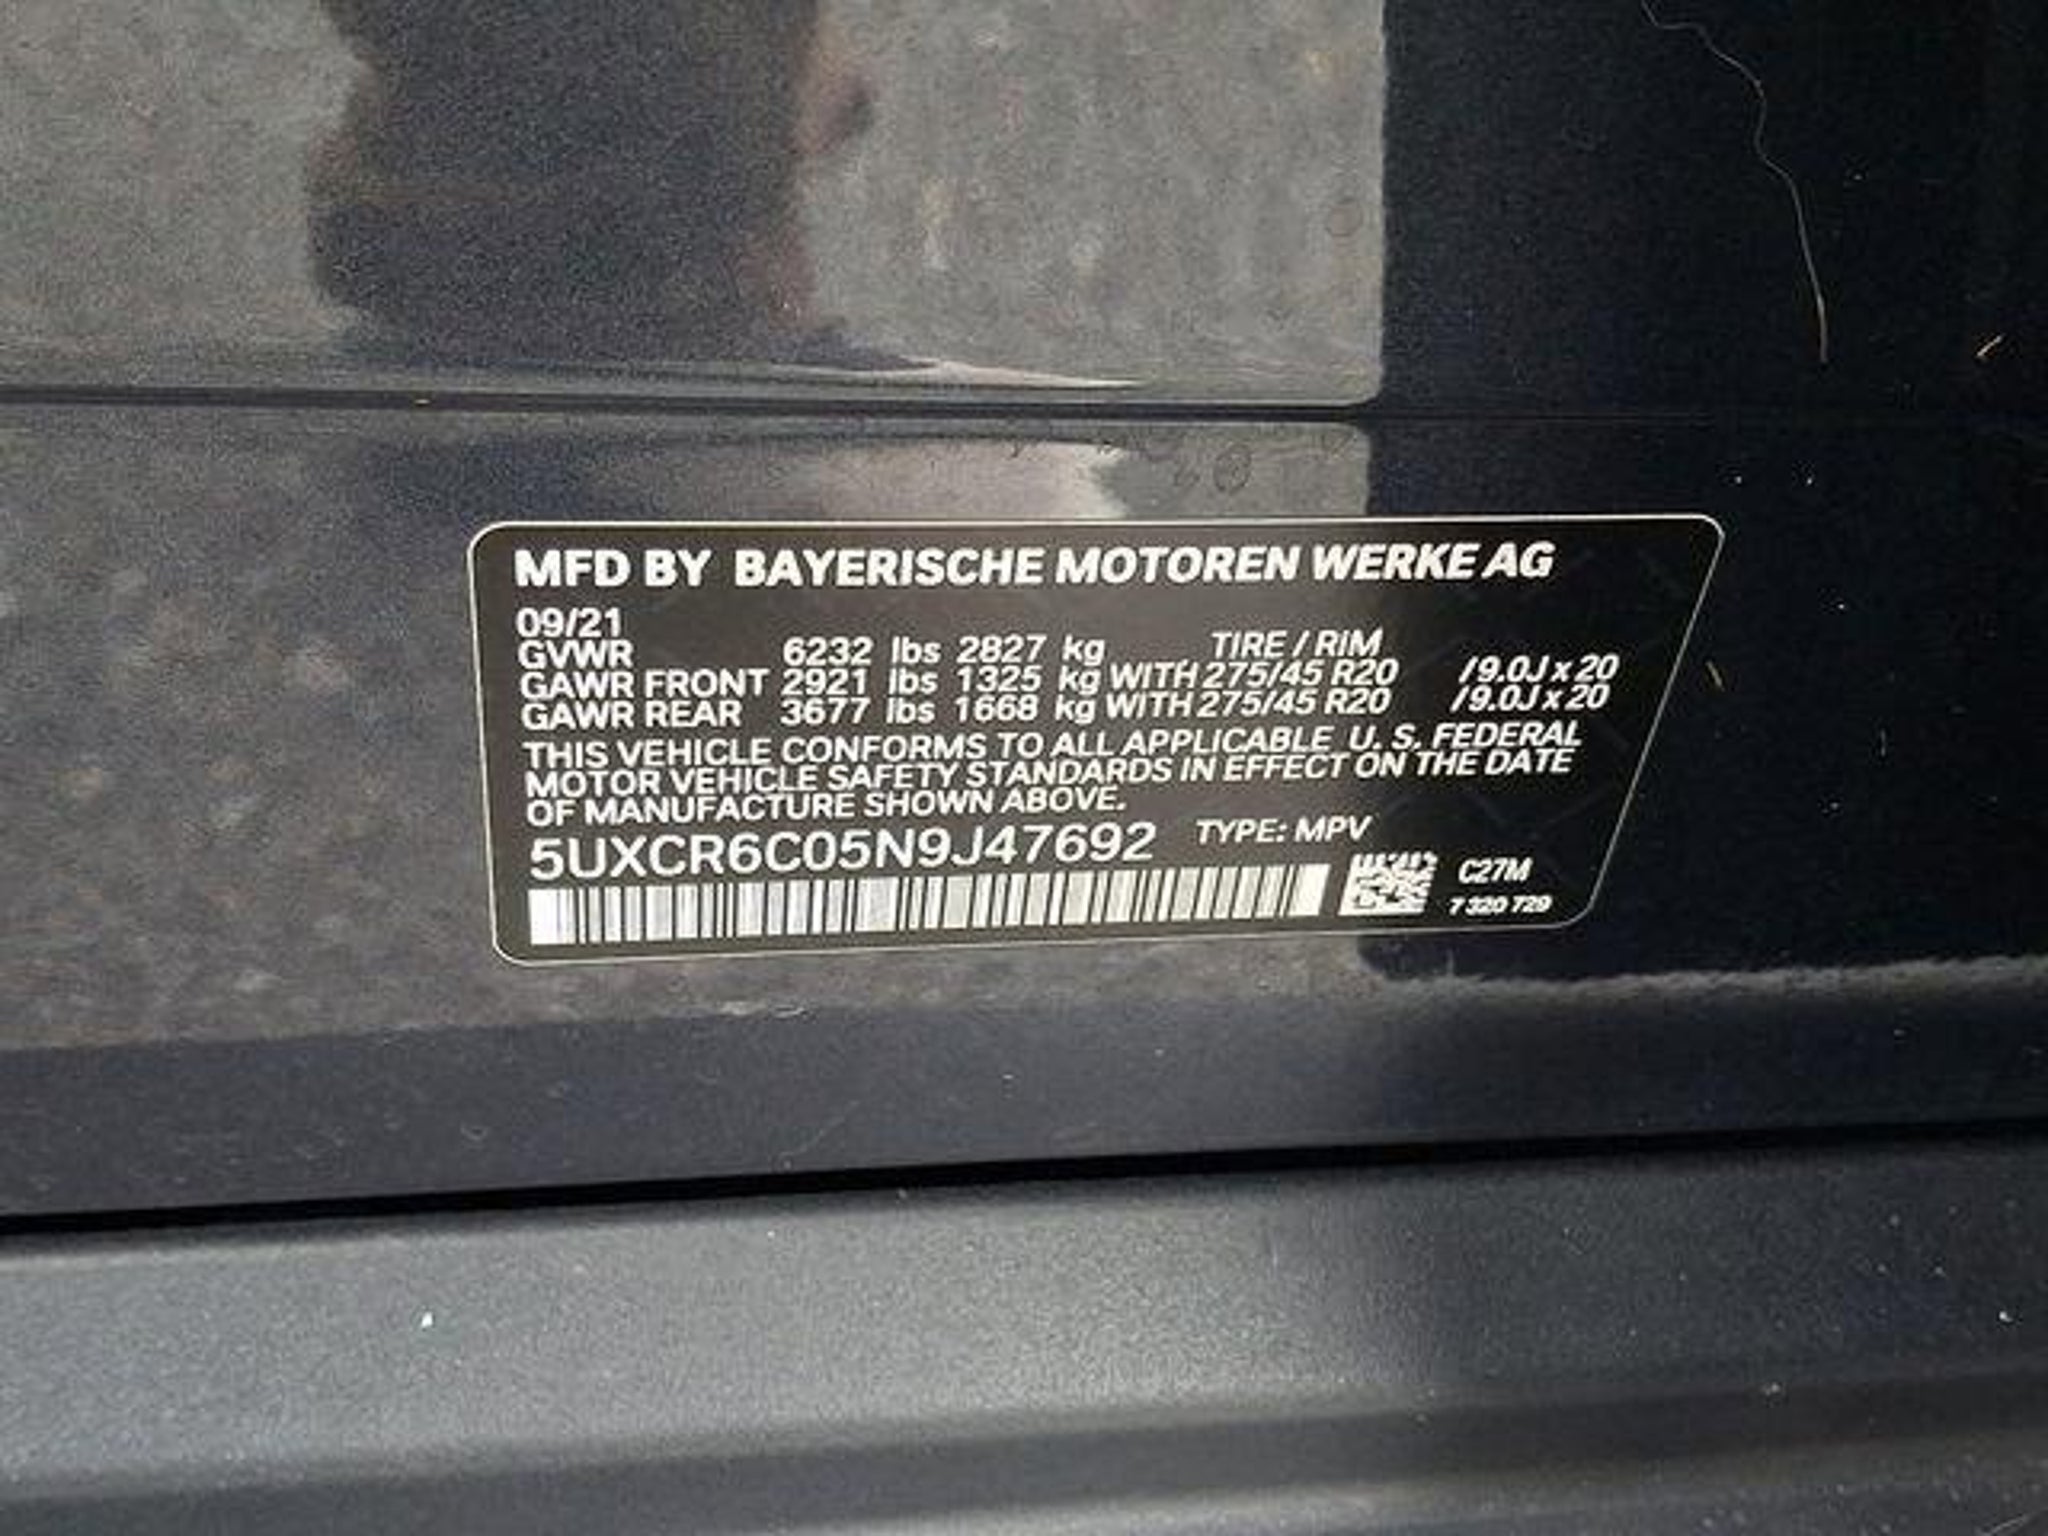 MFD BY BAYERISCHE MOTOREN WERKE AG
09/21
GVWR 6232 lbs 2827 kg TIRE / RIM
GAWR FRONT 2921 lbs 1325 kg WITH 275/45 R20 /9.0J x 20
GAWR REAR 3677 lbs 1668 kg WITH 275/45 R20 /9.0J x 20
THIS VEHICLE CONFORMS TO ALL APPLICABLE U. S. FEDERAL
MOTOR VEHICLE SAFETY STANDARDS IN EFFECT ON THE DATE
OF MANUFACTURE SHOWN ABOVE.
5UXCR6C05N9J47692 TYPE: MPV
C27M
7 320 729